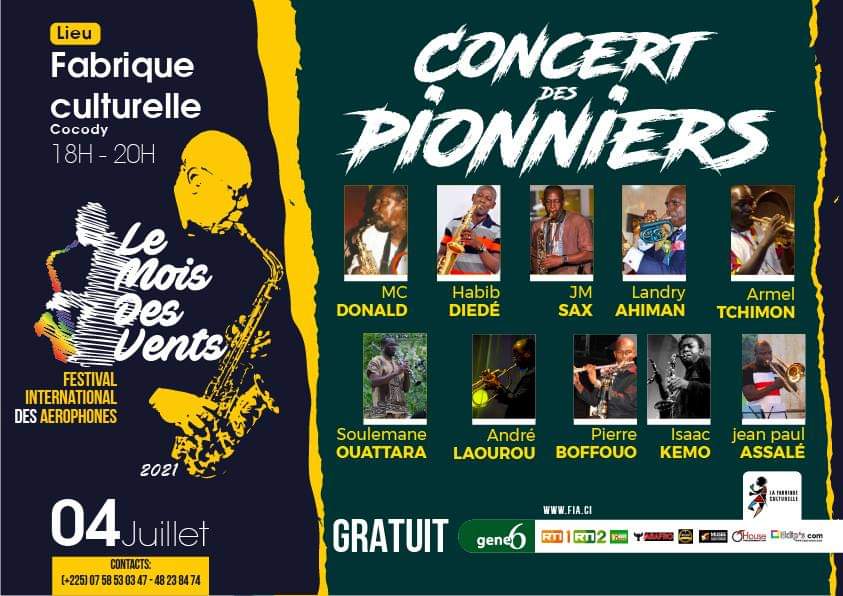 Lieu
Fabrique
culturelle
Cocody
18H - 20H
Le
Mois
Des
Vents
FESTIVAL
INTERNATIONAL
DES AEROPHONES
2021
04 Juillet
CONTACTS:
(+225) 07 58 53 03 47 - 48 23 84 74
CONCERT
DES
PIONNIERS
MC
DONALD
Habib
DIEDÉ
JM
SAX
Landry
AHIMAN
Armel
TCHIMON
Soulemane
OUATTARA
André
LAOUROU
Pierre
BOFFOUO
Isaac
KEMO
jean paul
ASSALÉ
LA FABRIQUE
CULTURELLE
WWW.FIA.CI
GRATUIT
gene6
RTI 1
RTI 2
House